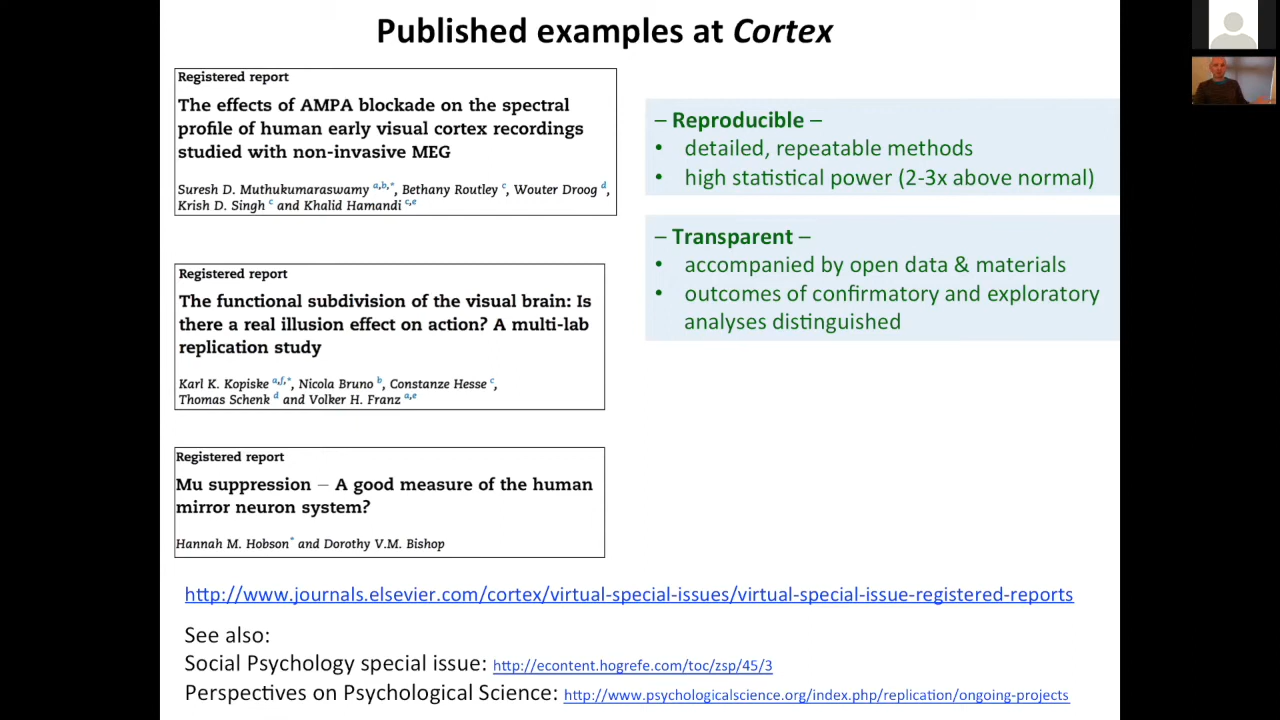 Published examples at Cortex
Registered report
The effects of AMPA blockade on the spectral
profile of human early visual cortex recordings
studied with non-invasive MEG
Suresh D. Muthukumaraswamy a,b,*, Bethany Routley c, Wouter Droog d,
Krish D. Singh c and Khalid Hamandi c,e
Registered report
The functional subdivision of the visual brain: Is
there a real illusion effect on action? A multi-lab
replication study
Karl K. Kopiske a,f,*, Nicola Bruno b, Constanze Hesse c,
Thomas Schenk d and Volker H. Franz a,e
Registered report
Mu suppression – A good measure of the human
mirror neuron system?
Hannah M. Hobson* and Dorothy V.M. Bishop
– Reproducible –
• detailed, repeatable methods
• high statistical power (2-3x above normal)
– Transparent –
• accompanied by open data & materials
• outcomes of confirmatory and exploratory
analyses distinguished
http://www.journals.elsevier.com/cortex/virtual-special-issues/virtual-special-issue-registered-reports
See also:
Social Psychology special issue: http://econtent.hogrefe.com/toc/zsp/45/3
Perspectives on Psychological Science: http://www.psychologicalscience.org/index.php/replication/ongoing-projects